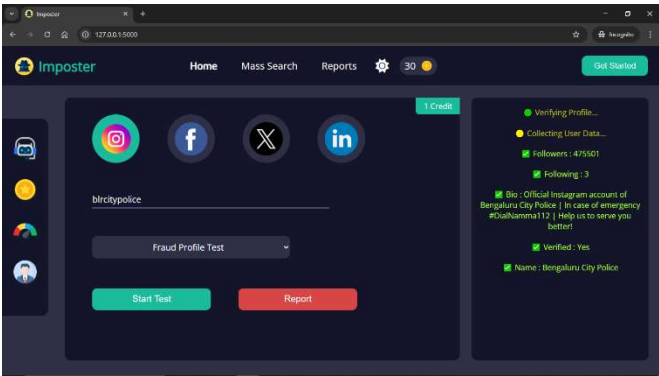 Imposter
127.0.0.1:5000
Incognito
Imposter
Home Mass Search Reports 30 Get Started
1 Credit
f X in
blrcitypolice
Fraud Profile Test
Start Test Report
Verifying Profile...
Collecting User Data...
Followers : 475501
Following : 3
Bio : Official Instagram account of
Bengaluru City Police | In case of emergency
#DialNamma112 | Help us to serve you
better!
Verified : Yes
Name : Bengaluru City Police